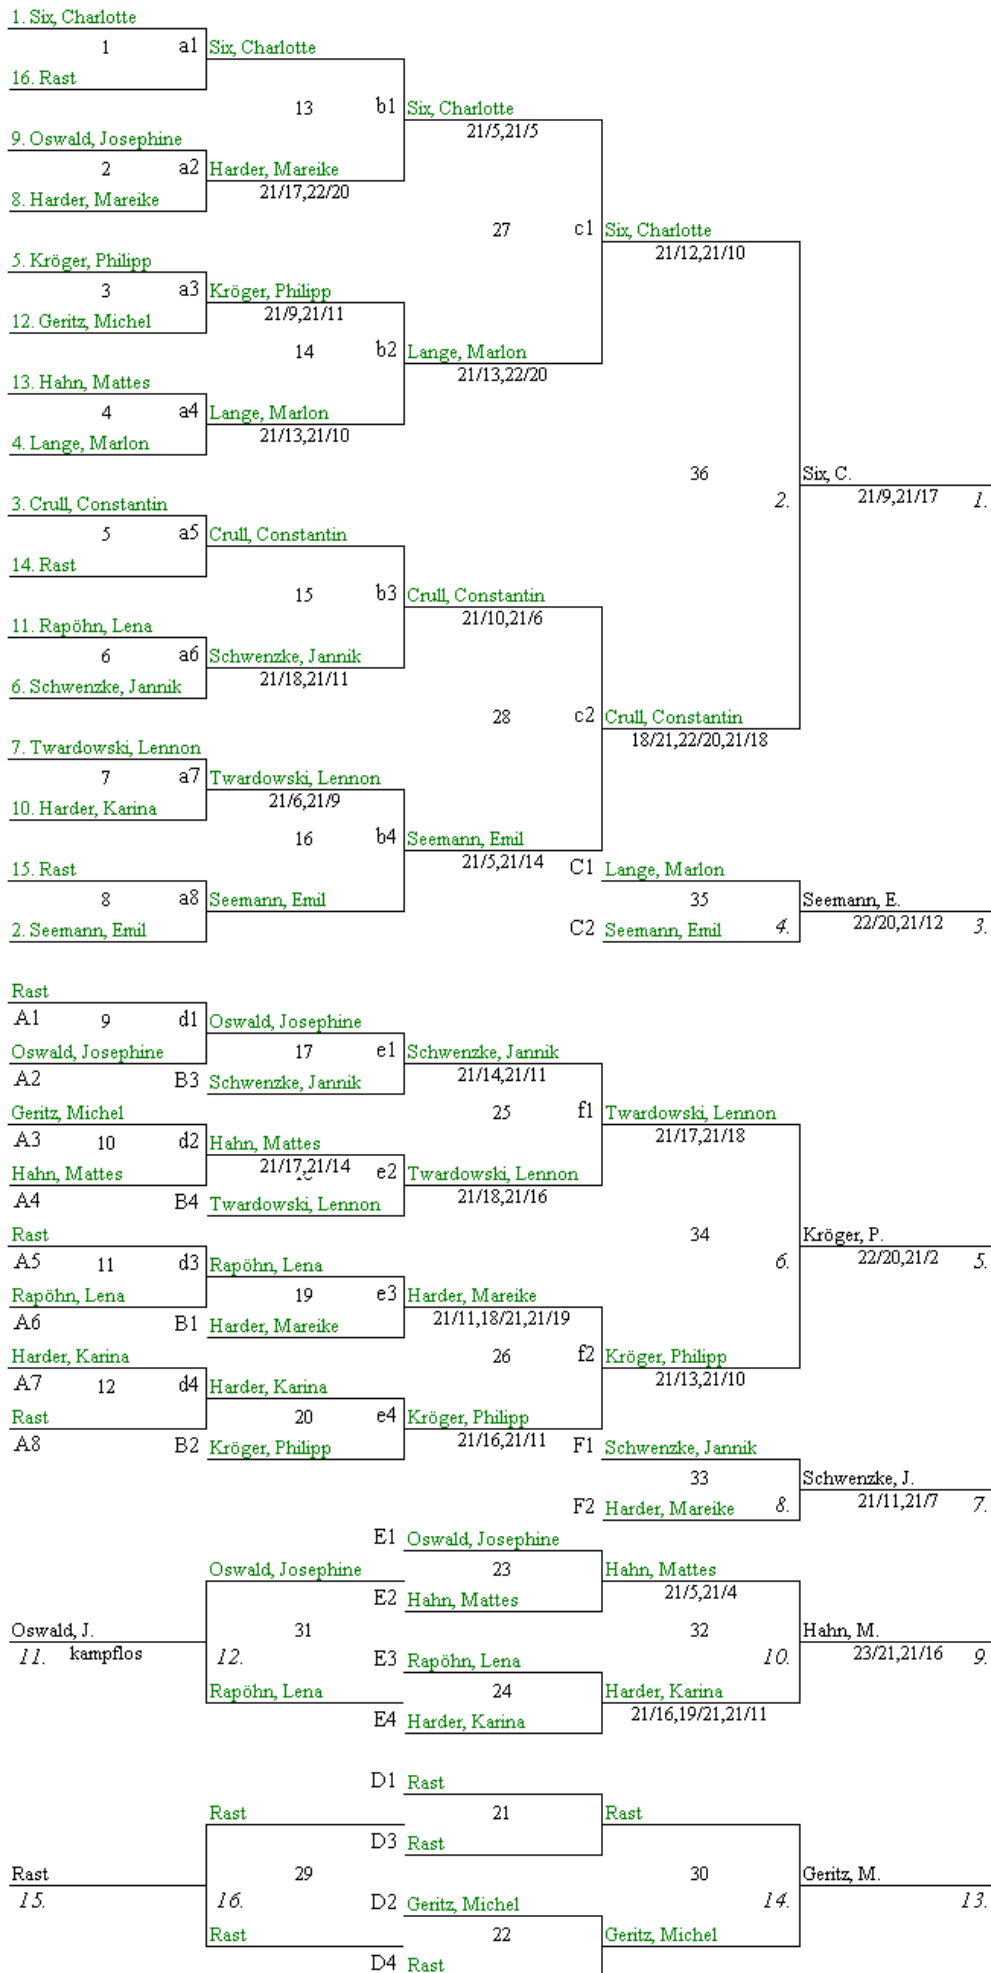 1. Six, Charlotte
1 a1 Six, Charlotte
16. Rast
13 b1 Six, Charlotte
21/5,21/5
9. Oswald, Josephine
2 a2 Harder, Mareike
21/17,22/20
8. Harder, Mareike
27 c1 Six, Charlotte
21/12,21/10
5. Kröger, Philipp
3 a3 Kröger, Philipp
21/9,21/11
12. Geritz, Michel
14 b2 Lange, Marlon
21/13,22/20
13. Hahn, Mattes
4 a4 Lange, Marlon
21/13,21/10
4. Lange, Marlon
36 Six, C.
2. 21/9,21/17 1.
3. Crull, Constantin
5 a5 Crull, Constantin
14. Rast
15 b3 Crull, Constantin
21/10,21/6
11. Rapöhn, Lena
6 a6 Schwenzke, Jannik
21/18,21/11
6. Schwenzke, Jannik
28 c2 Crull, Constantin
18/21,22/20,21/18
7. Twardowski, Lennon
7 a7 Twardowski, Lennon
21/6,21/9
10. Harder, Karina
16 b4 Seemann, Emil
21/5,21/14
15. Rast
C1 Lange, Marlon
8 a8 Seemann, Emil
35 Seemann, E.
22/20,21/12
2. Seemann, Emil
C2 Seemann, Emil 4. 3.
Rast
A1 9 d1 Oswald, Josephine
Oswald, Josephine
17 e1 Schwenzke, Jannik
21/14,21/11
A2 B3 Schwenzke, Jannik
Geritz, Michel
25 f1 Twardowski, Lennon
21/17,21/18
A3 10 d2 Hahn, Mattes
21/17,21/14
Hahn, Mattes
e2 Twardowski, Lennon
21/18,21/16
A4 B4 Twardowski, Lennon
Rast
34 Kröger, P.
6. 22/20,21/2 5.
A5 11 d3 Rapöhn, Lena
Rapöhn, Lena
19 e3 Harder, Mareike
21/11,18/21,21/19
A6 B1 Harder, Mareike
Harder, Karina
26 f2 Kröger, Philipp
21/13,21/10
A7 12 d4 Harder, Karina
Rast
20 e4 Kröger, Philipp
21/16,21/11
A8 B2 Kröger, Philipp
F1 Schwenzke, Jannik
33 Schwenzke, J.
21/11,21/7
F2 Harder, Mareike 8. 7.
E1 Oswald, Josephine
Oswald, Josephine
23 Hahn, Mattes
21/5,21/4
E2 Hahn, Mattes
Oswald, J. 31 32 Hahn, M.
11. kampflos 12. 10. 23/21,21/16 9.
E3 Rapöhn, Lena
Rapöhn, Lena
24 Harder, Karina
21/16,19/21,21/11
E4 Harder, Karina
D1 Rast
Rast 21 Rast
D3 Rast
Rast 29 30 Geritz, M.
15. 16. 14. 13.
D2 Geritz, Michel
Rast 22 Geritz, Michel
D4 Rast